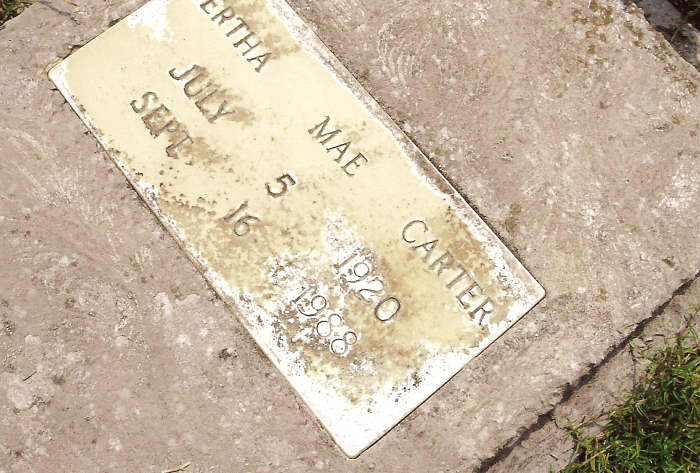 ERTHA MAE CARTER
JULY 5 1920
SEPT 16 1988